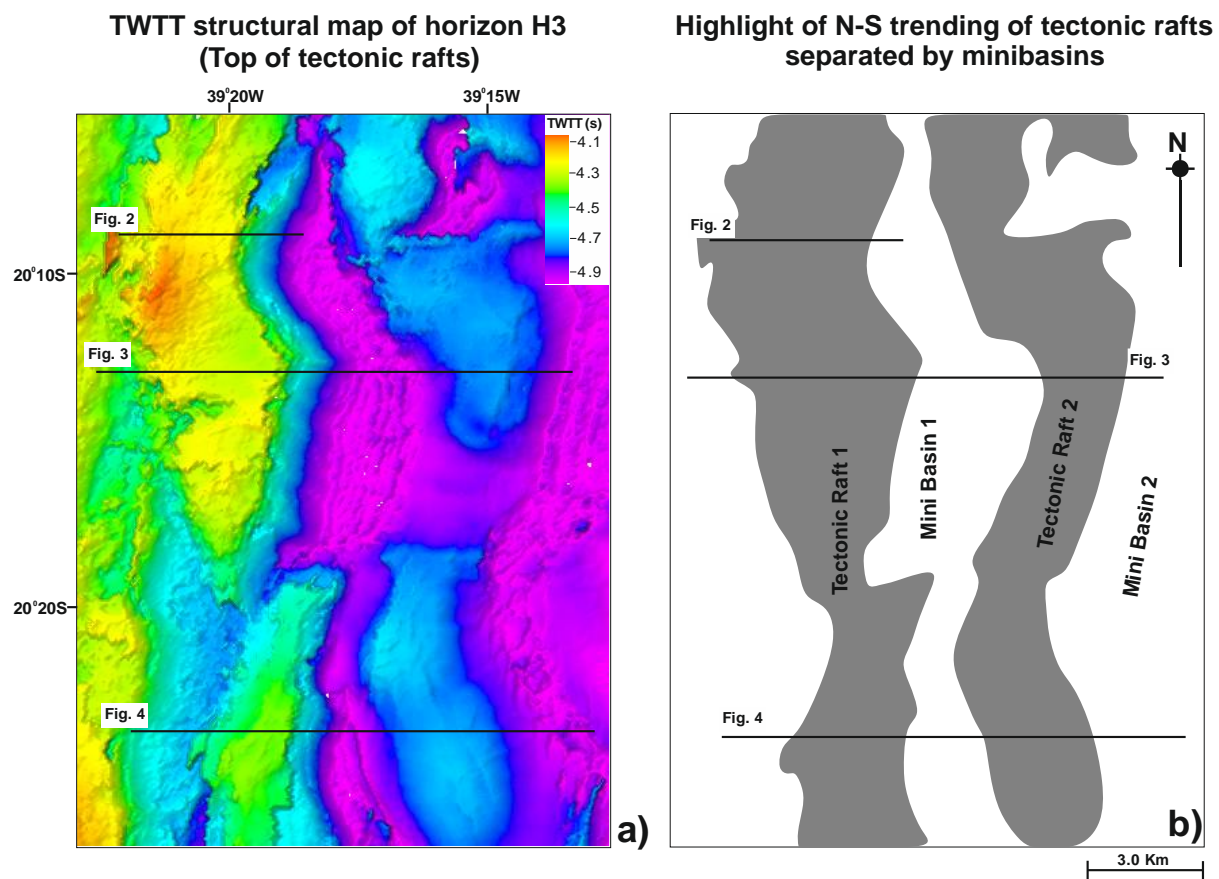 TWTT structural map of horizon H3
(Top of tectonic rafts)
Highlight of N-S trending of tectonic rafts
separated by minibasins
39°20W
39°15W
TWTT (s)
-4.1
-4.3
-4.5
-4.7
-4.9
20°10S
20°20S
Fig. 2
Fig. 3
Fig. 4
a)
N
Fig. 2
Fig. 3
Tectonic Raft 1
Mini Basin 1
Tectonic Raft 2
Mini Basin 2
Fig. 4
b)
3.0 Km